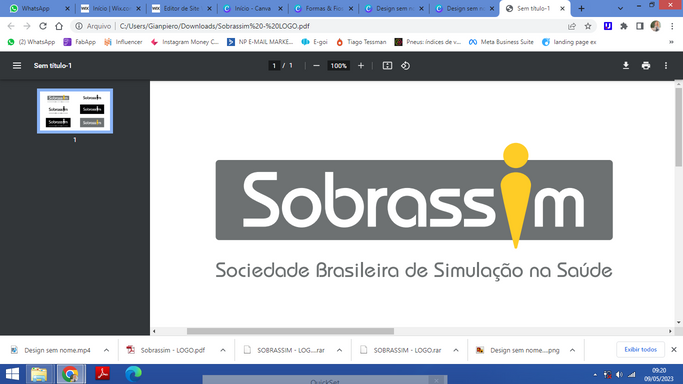 WhatsApp
Início | Wix.co
Editor de Site
Início - Canva
Formas & Fo
Design sem n
Design sem n
Sem título-1
Arquivo
C:/Users/Gianpiero/Downloads/Sobrassim%20-%20LOGO.pdf
(2) WhatsApp
FabApp
Influencer
Instagram Money C...
NP E-MAIL MARKE...
E-goi
Tiago Tessman
Pneus: índices de v...
Meta Business Suite
landing page ex
Sem título-1
1 / 1
100%
1
Sobrassim
Sociedade Brasileira de Simulação na Saúde
Design sem nome.mp4
Sobrassim - LOGO.pdf
SOBRASSIM - LOG....rar
SOBRASSIM - LOGO.rar
Design sem nome....png
Exibir todos
QuickSet
09:20
09/05/2023